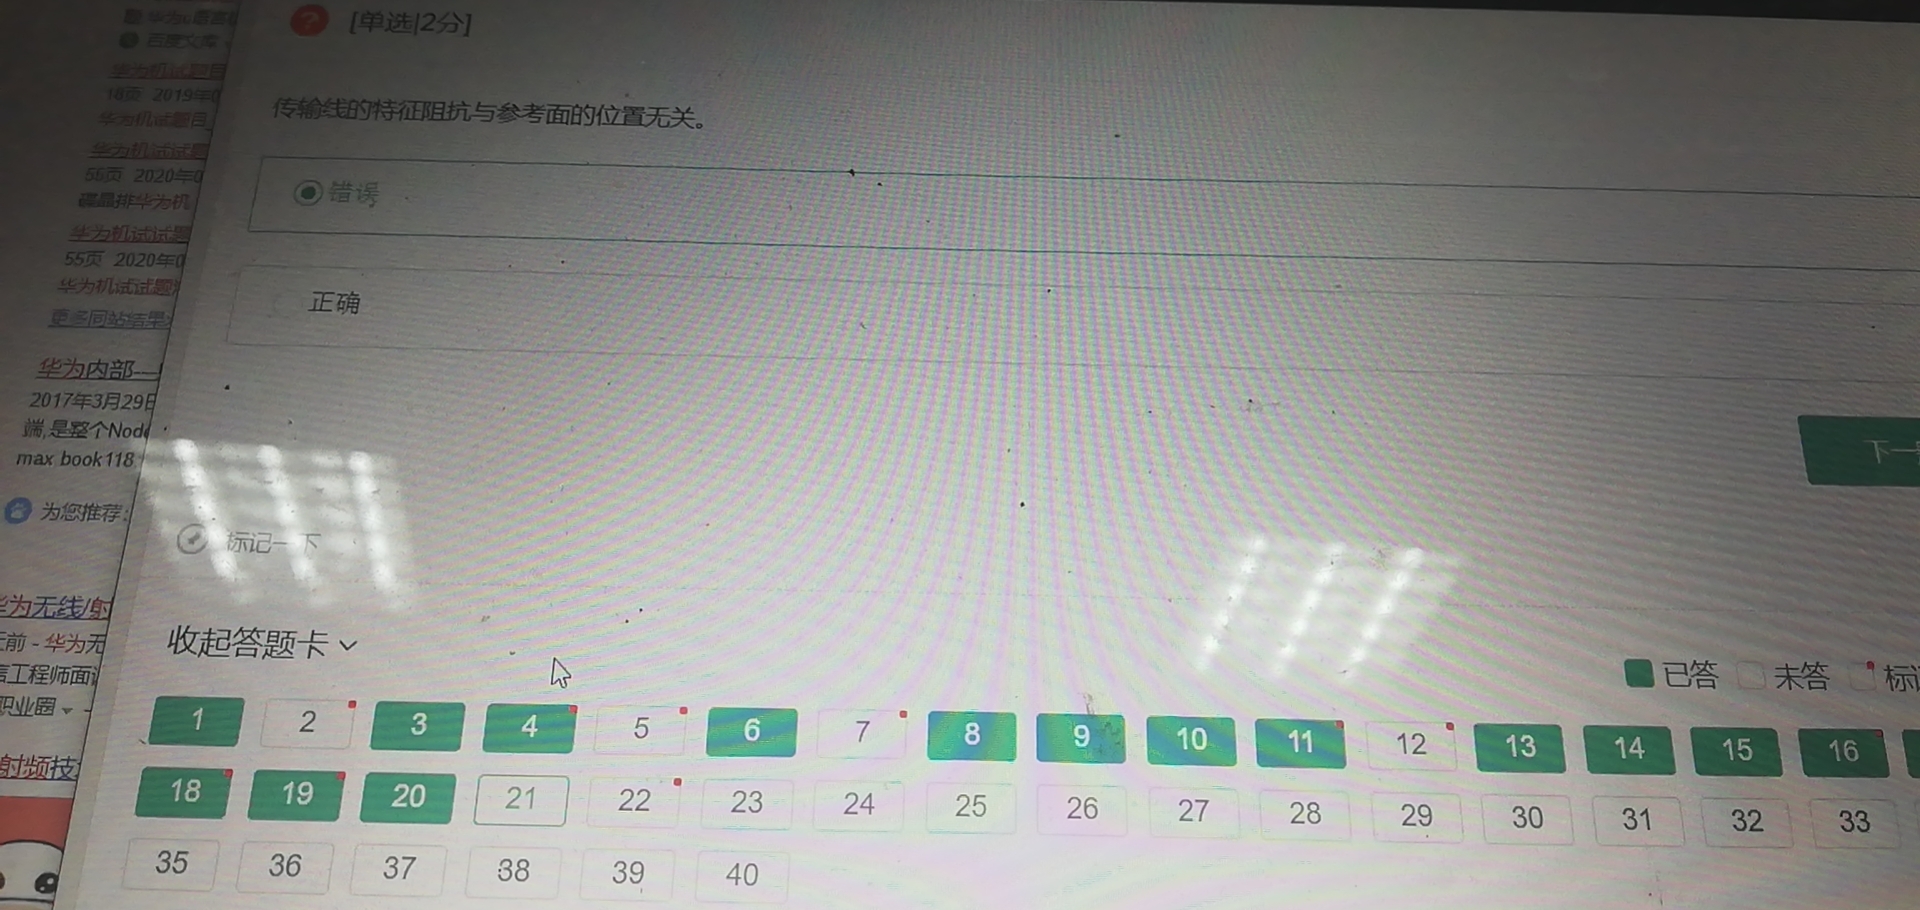 [单选|2分]
传输线的特征阻抗与参考面的位置无关。
错误
正确
下一
标记一下
收起答题卡
已答 未答 标记
1 2 3 4 5 6 7 8 9 10 11 12 13 14 15 16
18 19 20 21 22 23 24 25 26 27 28 29 30 31 32 33
35 36 37 38 39 40
百度文库
华为机试题目
18页 2019年0
华为机试题目
华为机试试题
56页 2020年0
华为机
华为机试试题
55页 2020年0
华为机试试题
更多同站结果
华为内部一
2017年3月29日
端,是整个Node
max.book118
为您推荐:
华为无线/射
前 - 华为无
工程师面
职业圈
射频技